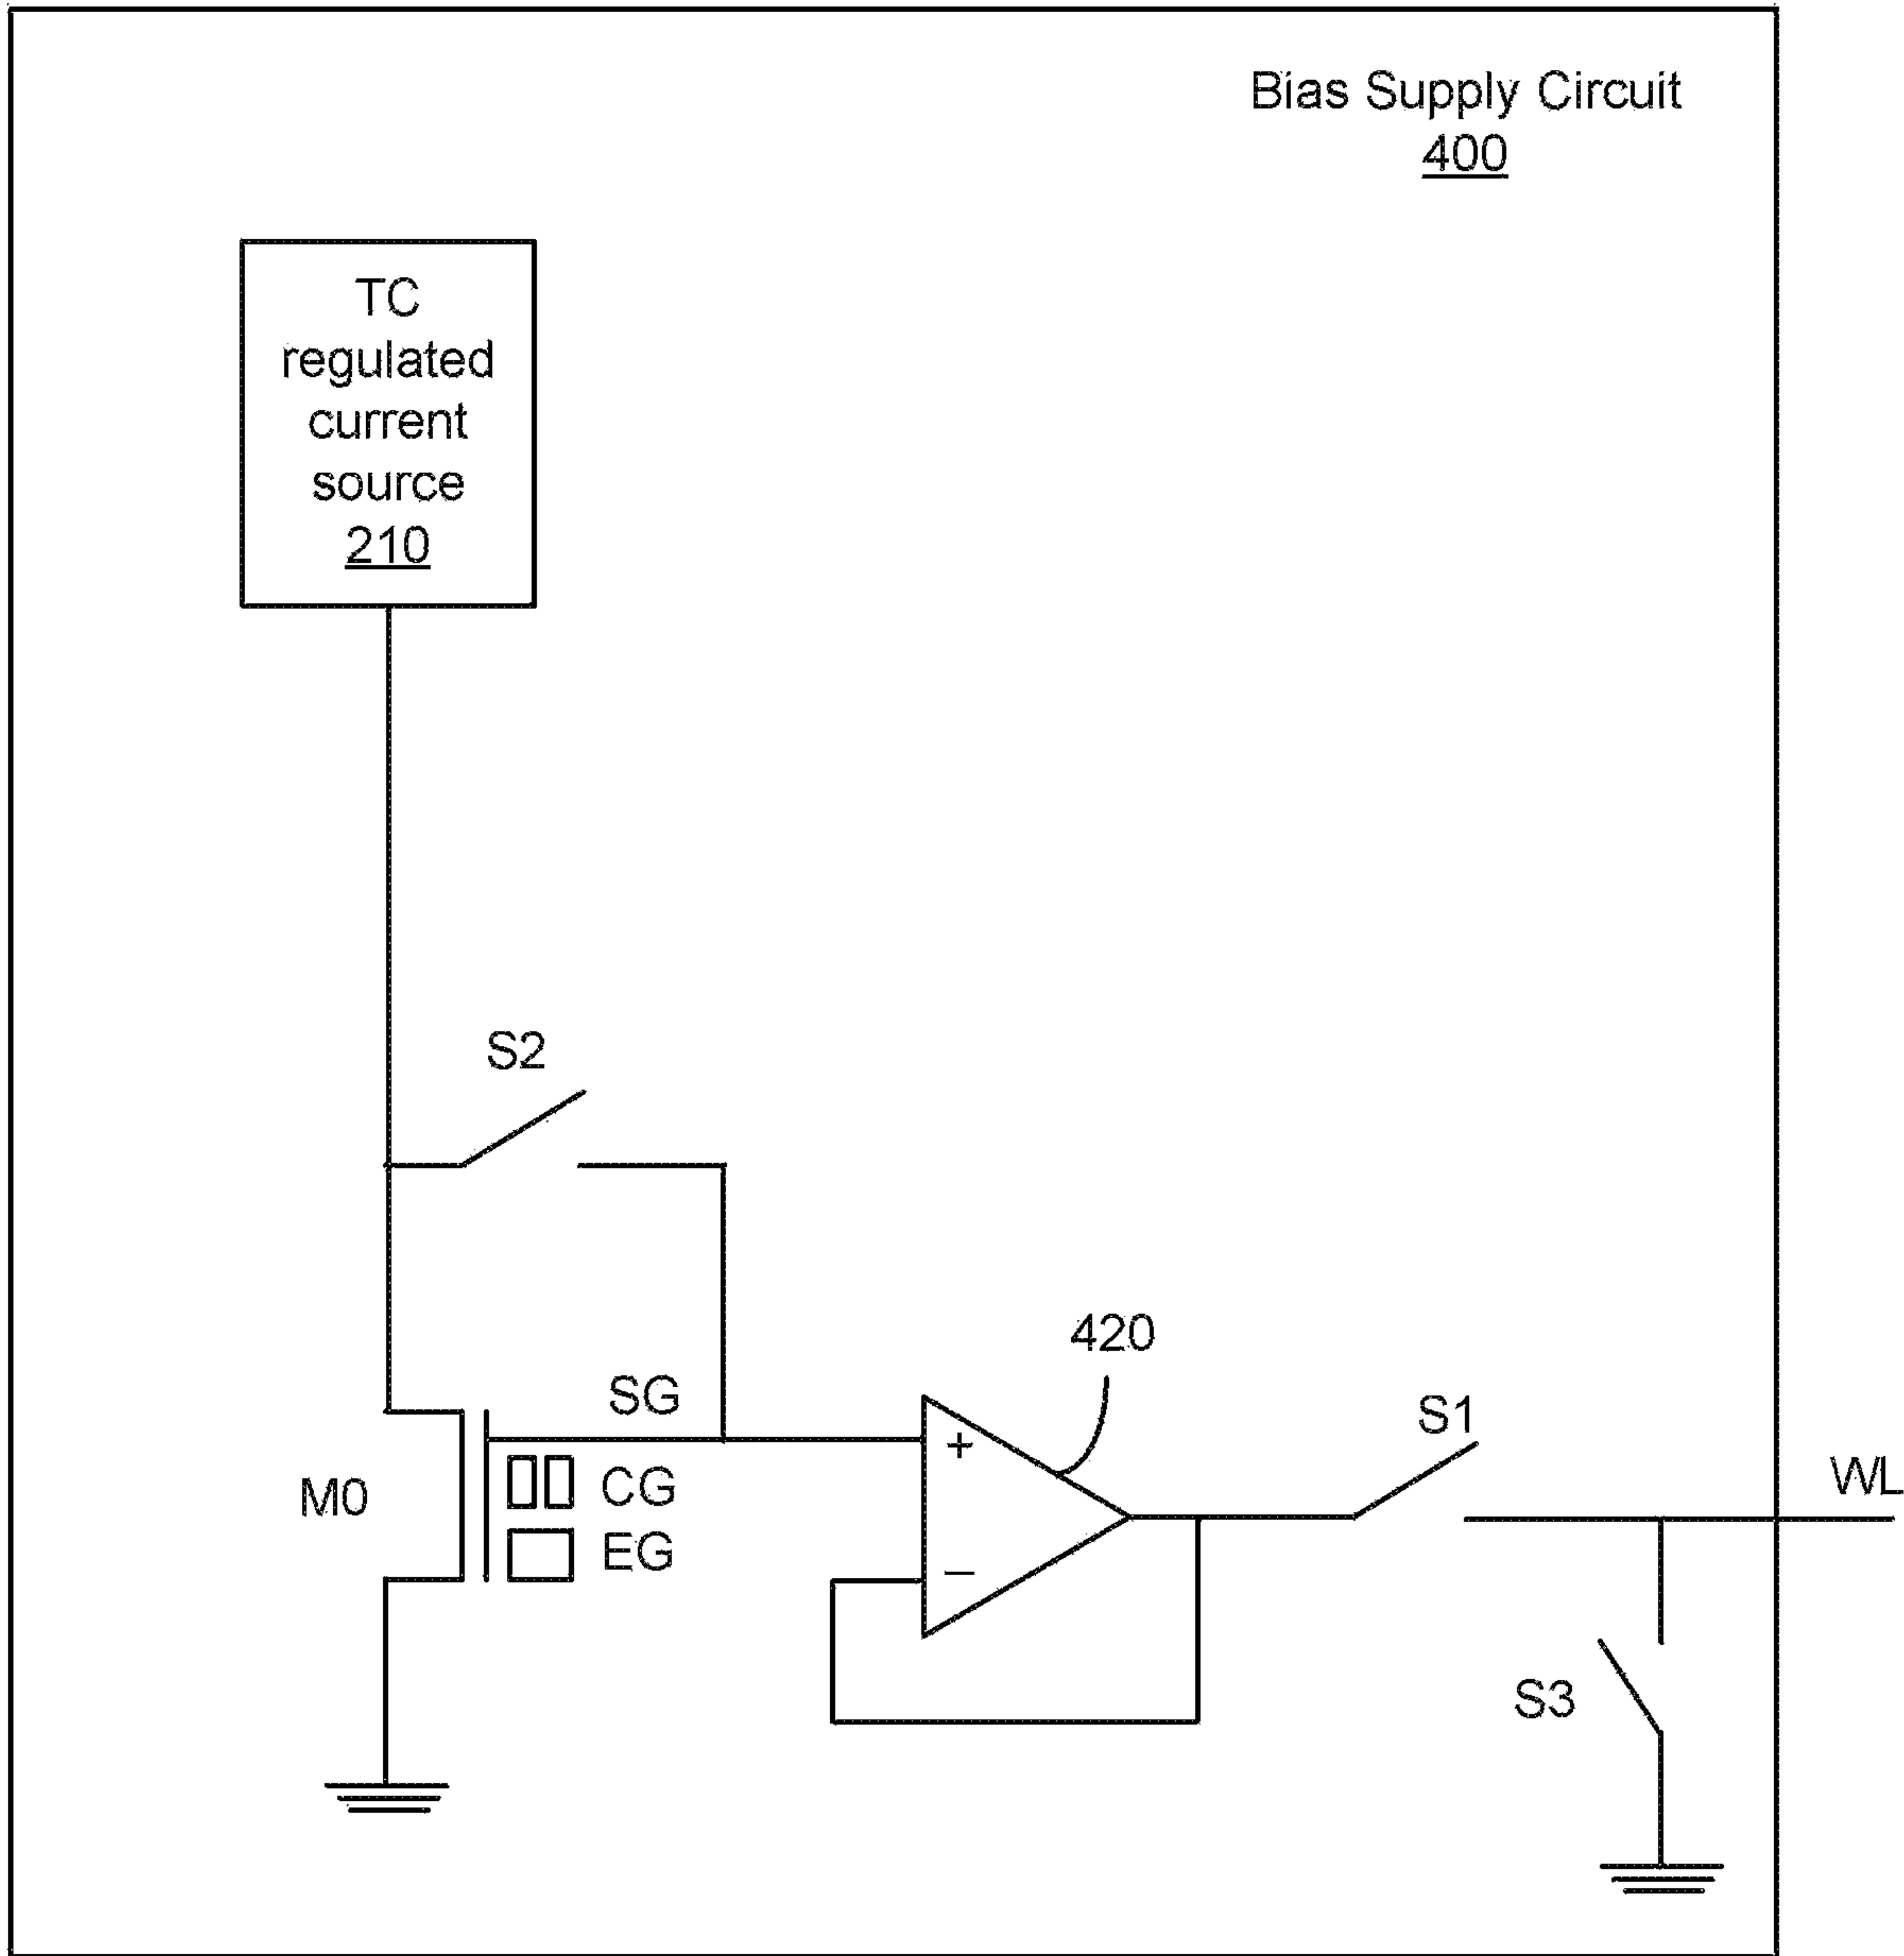 Bias Supply Circuit
400
TC
regulated
current
source
210
S2
SG
420
S1
WL
M0
CG
EG
+
−
S3